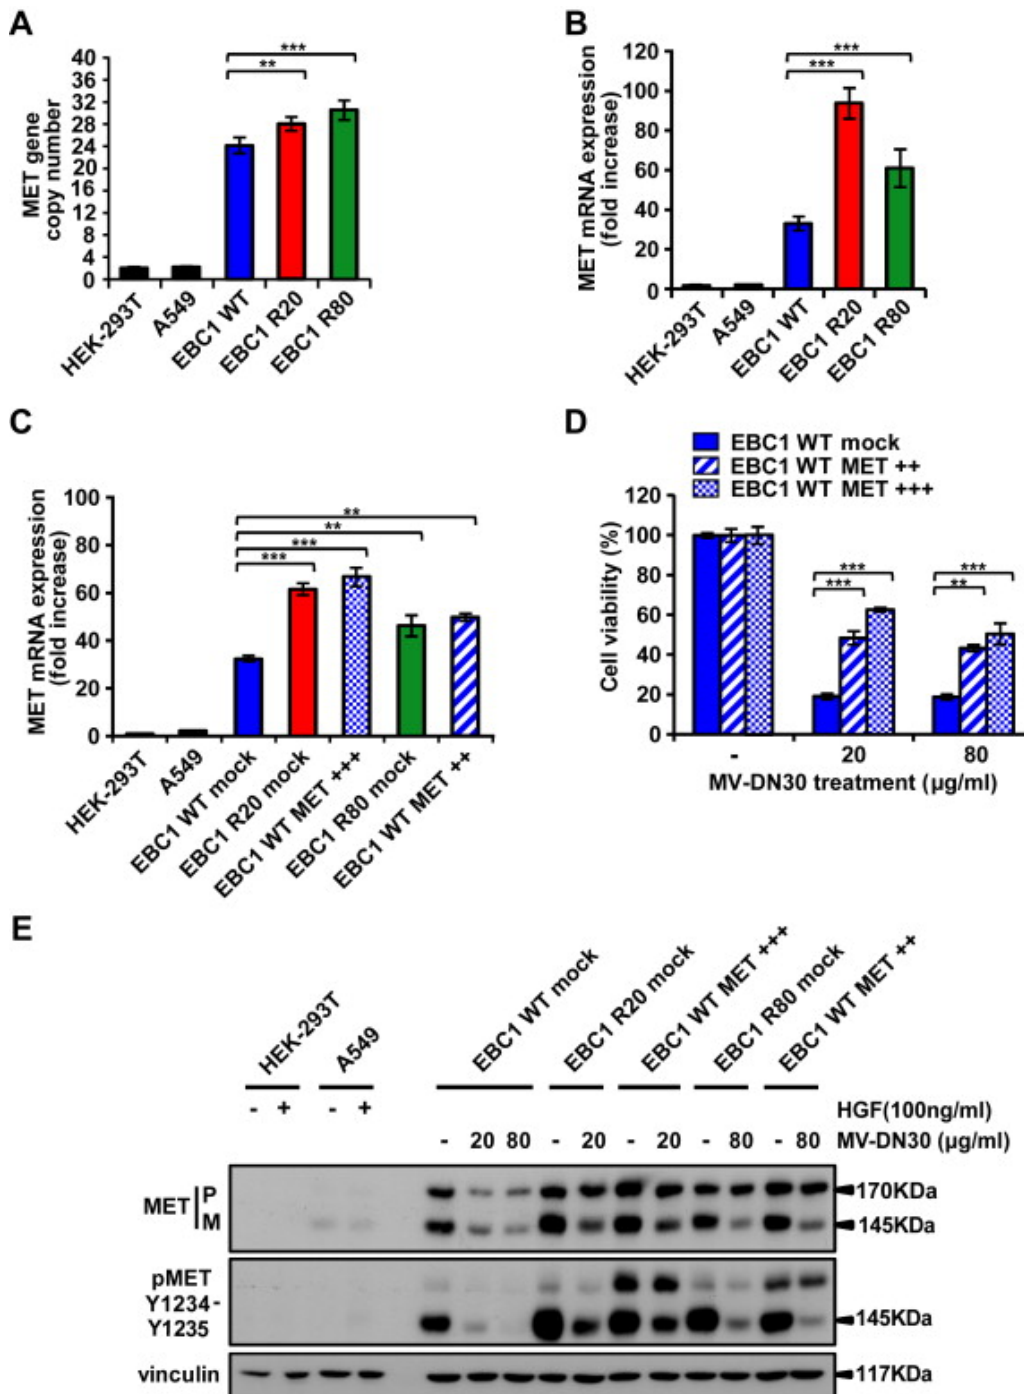 A
MET gene
copy number
40
36
32
28
24
20
16
12
8
4
0
***
**
HEK-293T
A549
EBC1 WT
EBC1 R20
EBC1 R80
B
MET mRNA expression
(fold increase)
120
100
80
60
40
20
0
***
***
HEK-293T
A549
EBC1 WT
EBC1 R20
EBC1 R80
C
MET mRNA expression
(fold increase)
100
80
60
40
20
0
**
**
***
***
HEK-293T
A549
EBC1 WT mock
EBC1 R20 mock
EBC1 WT MET +++
EBC1 R80 mock
EBC1 WT MET ++
D
EBC1 WT mock
EBC1 WT MET ++
EBC1 WT MET +++
Cell viability (%)
120
100
80
60
40
20
0
***
***
***
**
- 20 80
MV-DN30 treatment (µg/ml)
E
HEK-293T
A549
EBC1 WT mock
EBC1 R20 mock
EBC1 WT MET +++
EBC1 R80 mock
EBC1 WT MET ++
- + - + HGF(100ng/ml)
- 20 80 - 20 - 20 - 80 - 80 MV-DN30 (µg/ml)
MET P 170KDa
M 145KDa
pMET
Y1234-
Y1235 145KDa
vinculin 117KDa